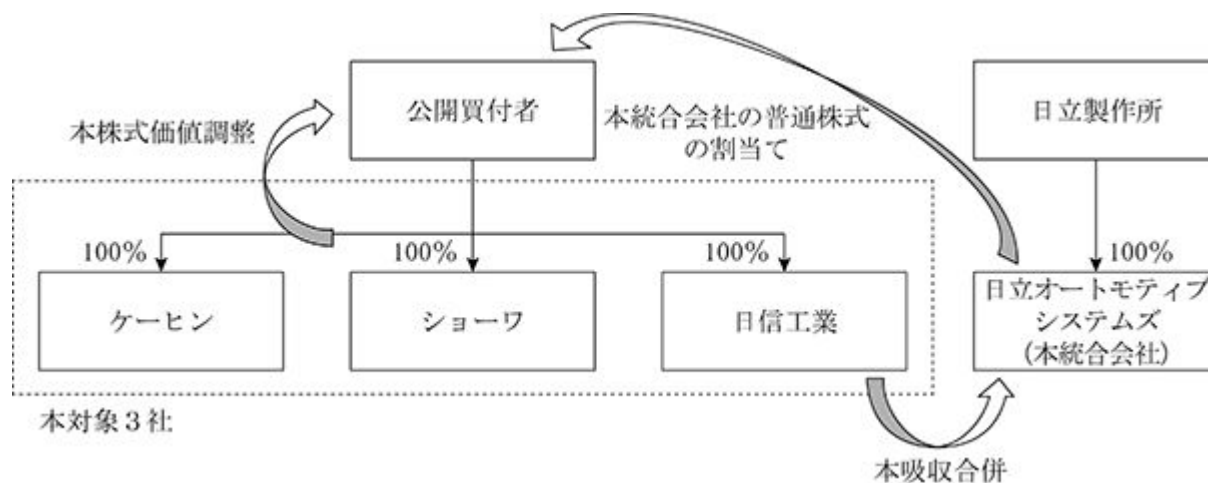 公開買付者
日立製作所
本株式価値調整
本統合会社の普通株式
の割当て
100%
100%
100%
100%
ケーヒン
ショーワ
日信工業
日立オートモティブ
システムズ
(本統合会社)
本対象3社
本吸収合併